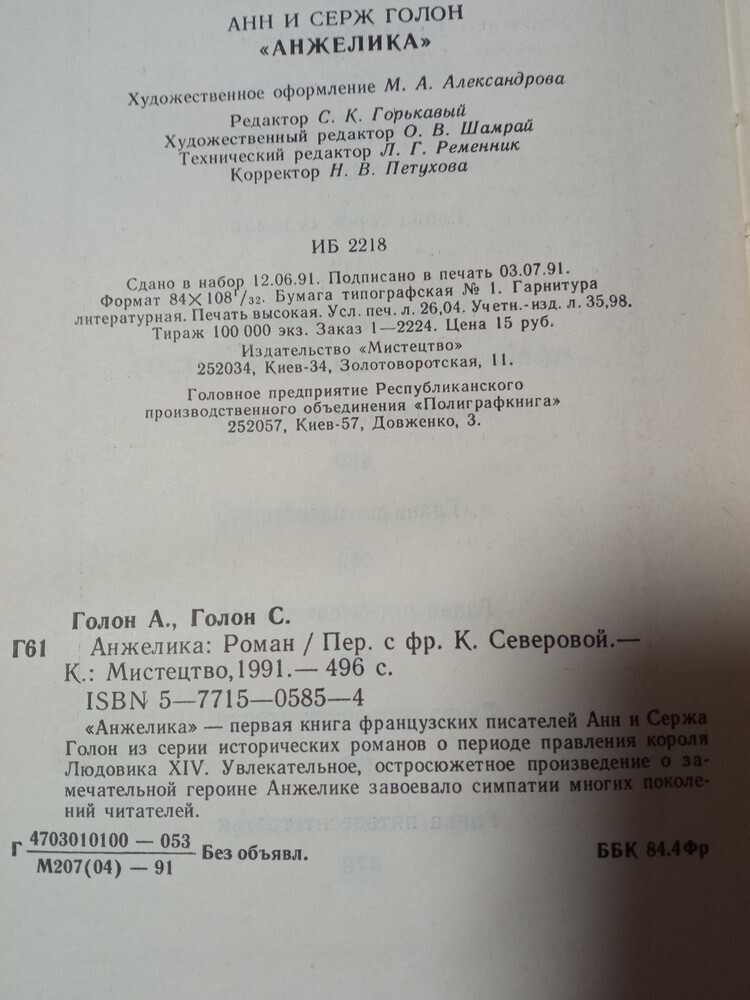 АНН И СЕРЖ ГОЛОН
«АНЖЕЛИКА»
Художественное оформление М. А. Александрова
Редактор С. К. Горькавый
Художественный редактор О. В. Шамрай
Технический редактор Л. Г. Ременник
Корректор Н. В. Петухова
ИБ 2218
Сдано в набор 12.06.91. Подписано в печать 03.07.91.
Формат 84×108 1/32. Бумага типографская № 1. Гарнитура
литературная. Печать высокая. Усл. печ. л. 26,04. Учетн.-изд. л. 35,98.
Тираж 100 000 экз. Заказ 1—2224. Цена 15 руб.
Издательство «Мистецтво»
252034, Киев-34, Золотоворотская, 11.
Головное предприятие Республиканского
производственного объединения «Полиграфкнига»
252057, Киев-57, Довженко, 3.
Голон А., Голон С.
Г61 Анжелика: Роман / Пер. с фр. К. Северовой.—
К.: Мистецтво, 1991.— 496 с.
ISBN 5—7715—0585—4
«Анжелика» — первая книга французских писателей Анн и Сержа
Голон из серии исторических романов о периоде правления короля
Людовика XIV. Увлекательное, остросюжетное произведение о за-
мечательной героине Анжелике завоевало симпатии многих поколе-
ний читателей.
Г 4703010100 — 053
М207(04) — 91 Без объявл. ББК 84.4Фр